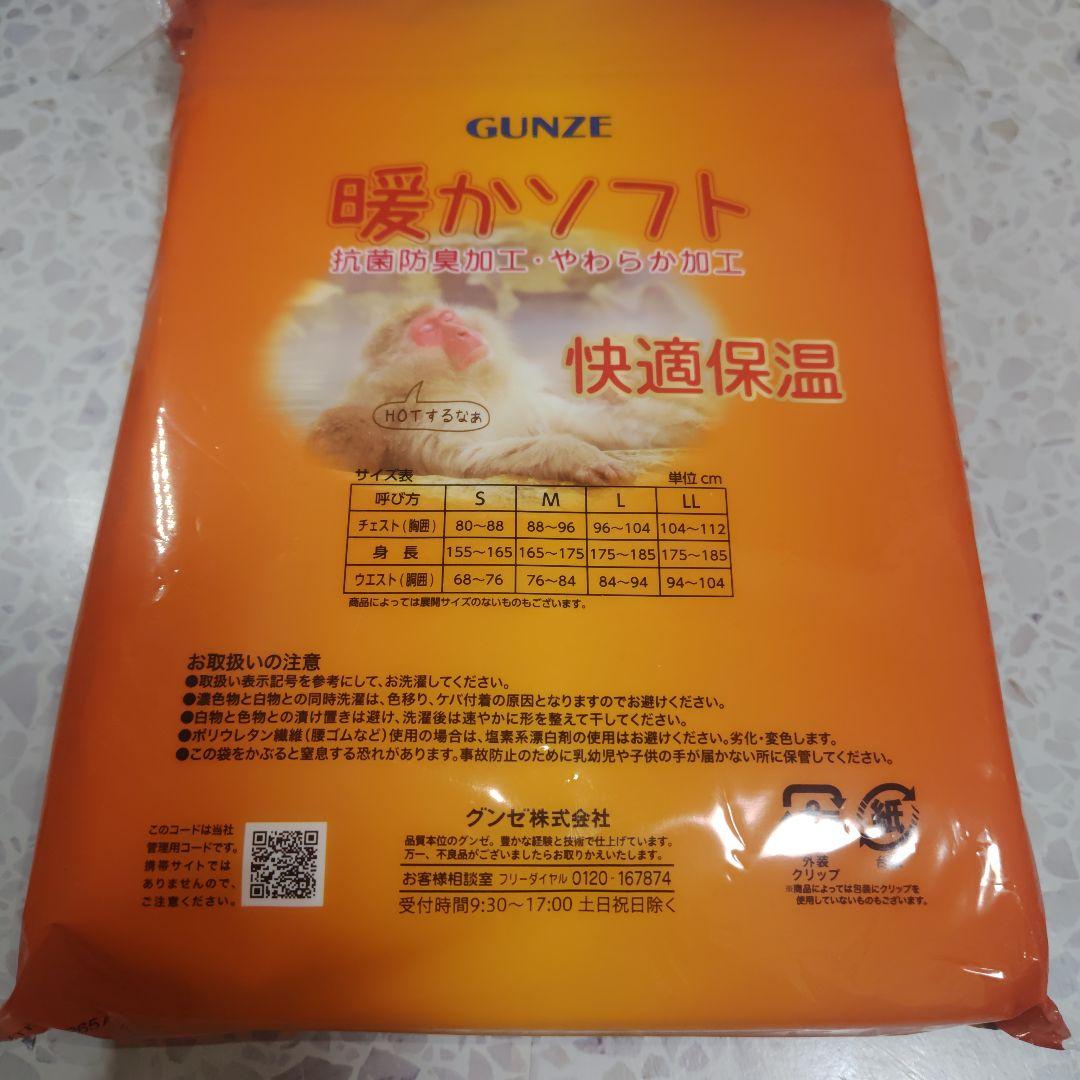 GUNZE
暖かソフト
抗菌防臭加工・やわらか加工
快適保温
HOTするなぁ
サイズ表 単位cm
呼び方 S M L LL
チェスト(胸囲) 80〜88 88〜96 96〜104 104〜112
身長 155〜165 165〜175 175〜185 175〜185
ウエスト(胴囲) 68〜76 76〜84 84〜94 94〜104
商品によっては展開サイズのないものもございます。
お取扱いの注意
●取扱い表示記号を参考にして、お洗濯してください。
●濃色物と白物との同時洗濯は、色移り、ケバ付着の原因となりますのでお避けください。
●白物と色物との漬け置きは避け、洗濯後は速やかに形を整えて干してください。
●ポリウレタン繊維(腰ゴムなど)使用の場合は、塩素系漂白剤の使用はお避けください。劣化・変色します。
●この袋をかぶると窒息する恐れがあります。事故防止のために乳幼児や子供の手が届かない所に保管してください。
このコードは当社
管理用コードです。
携帯サイトでは
ありませんので、
ご注意ください。
グンゼ株式会社
品質本位のグンゼ。豊かな経験と技術で仕上げています。
万一、不良品がございましたらお取りかえいたします。
お客様相談室 フリーダイヤル 0120-167874
受付時間9:30〜17:00 土日祝日除く
紙
外装
クリップ
台
※商品によっては包装にクリップを
使用していないものもございます。